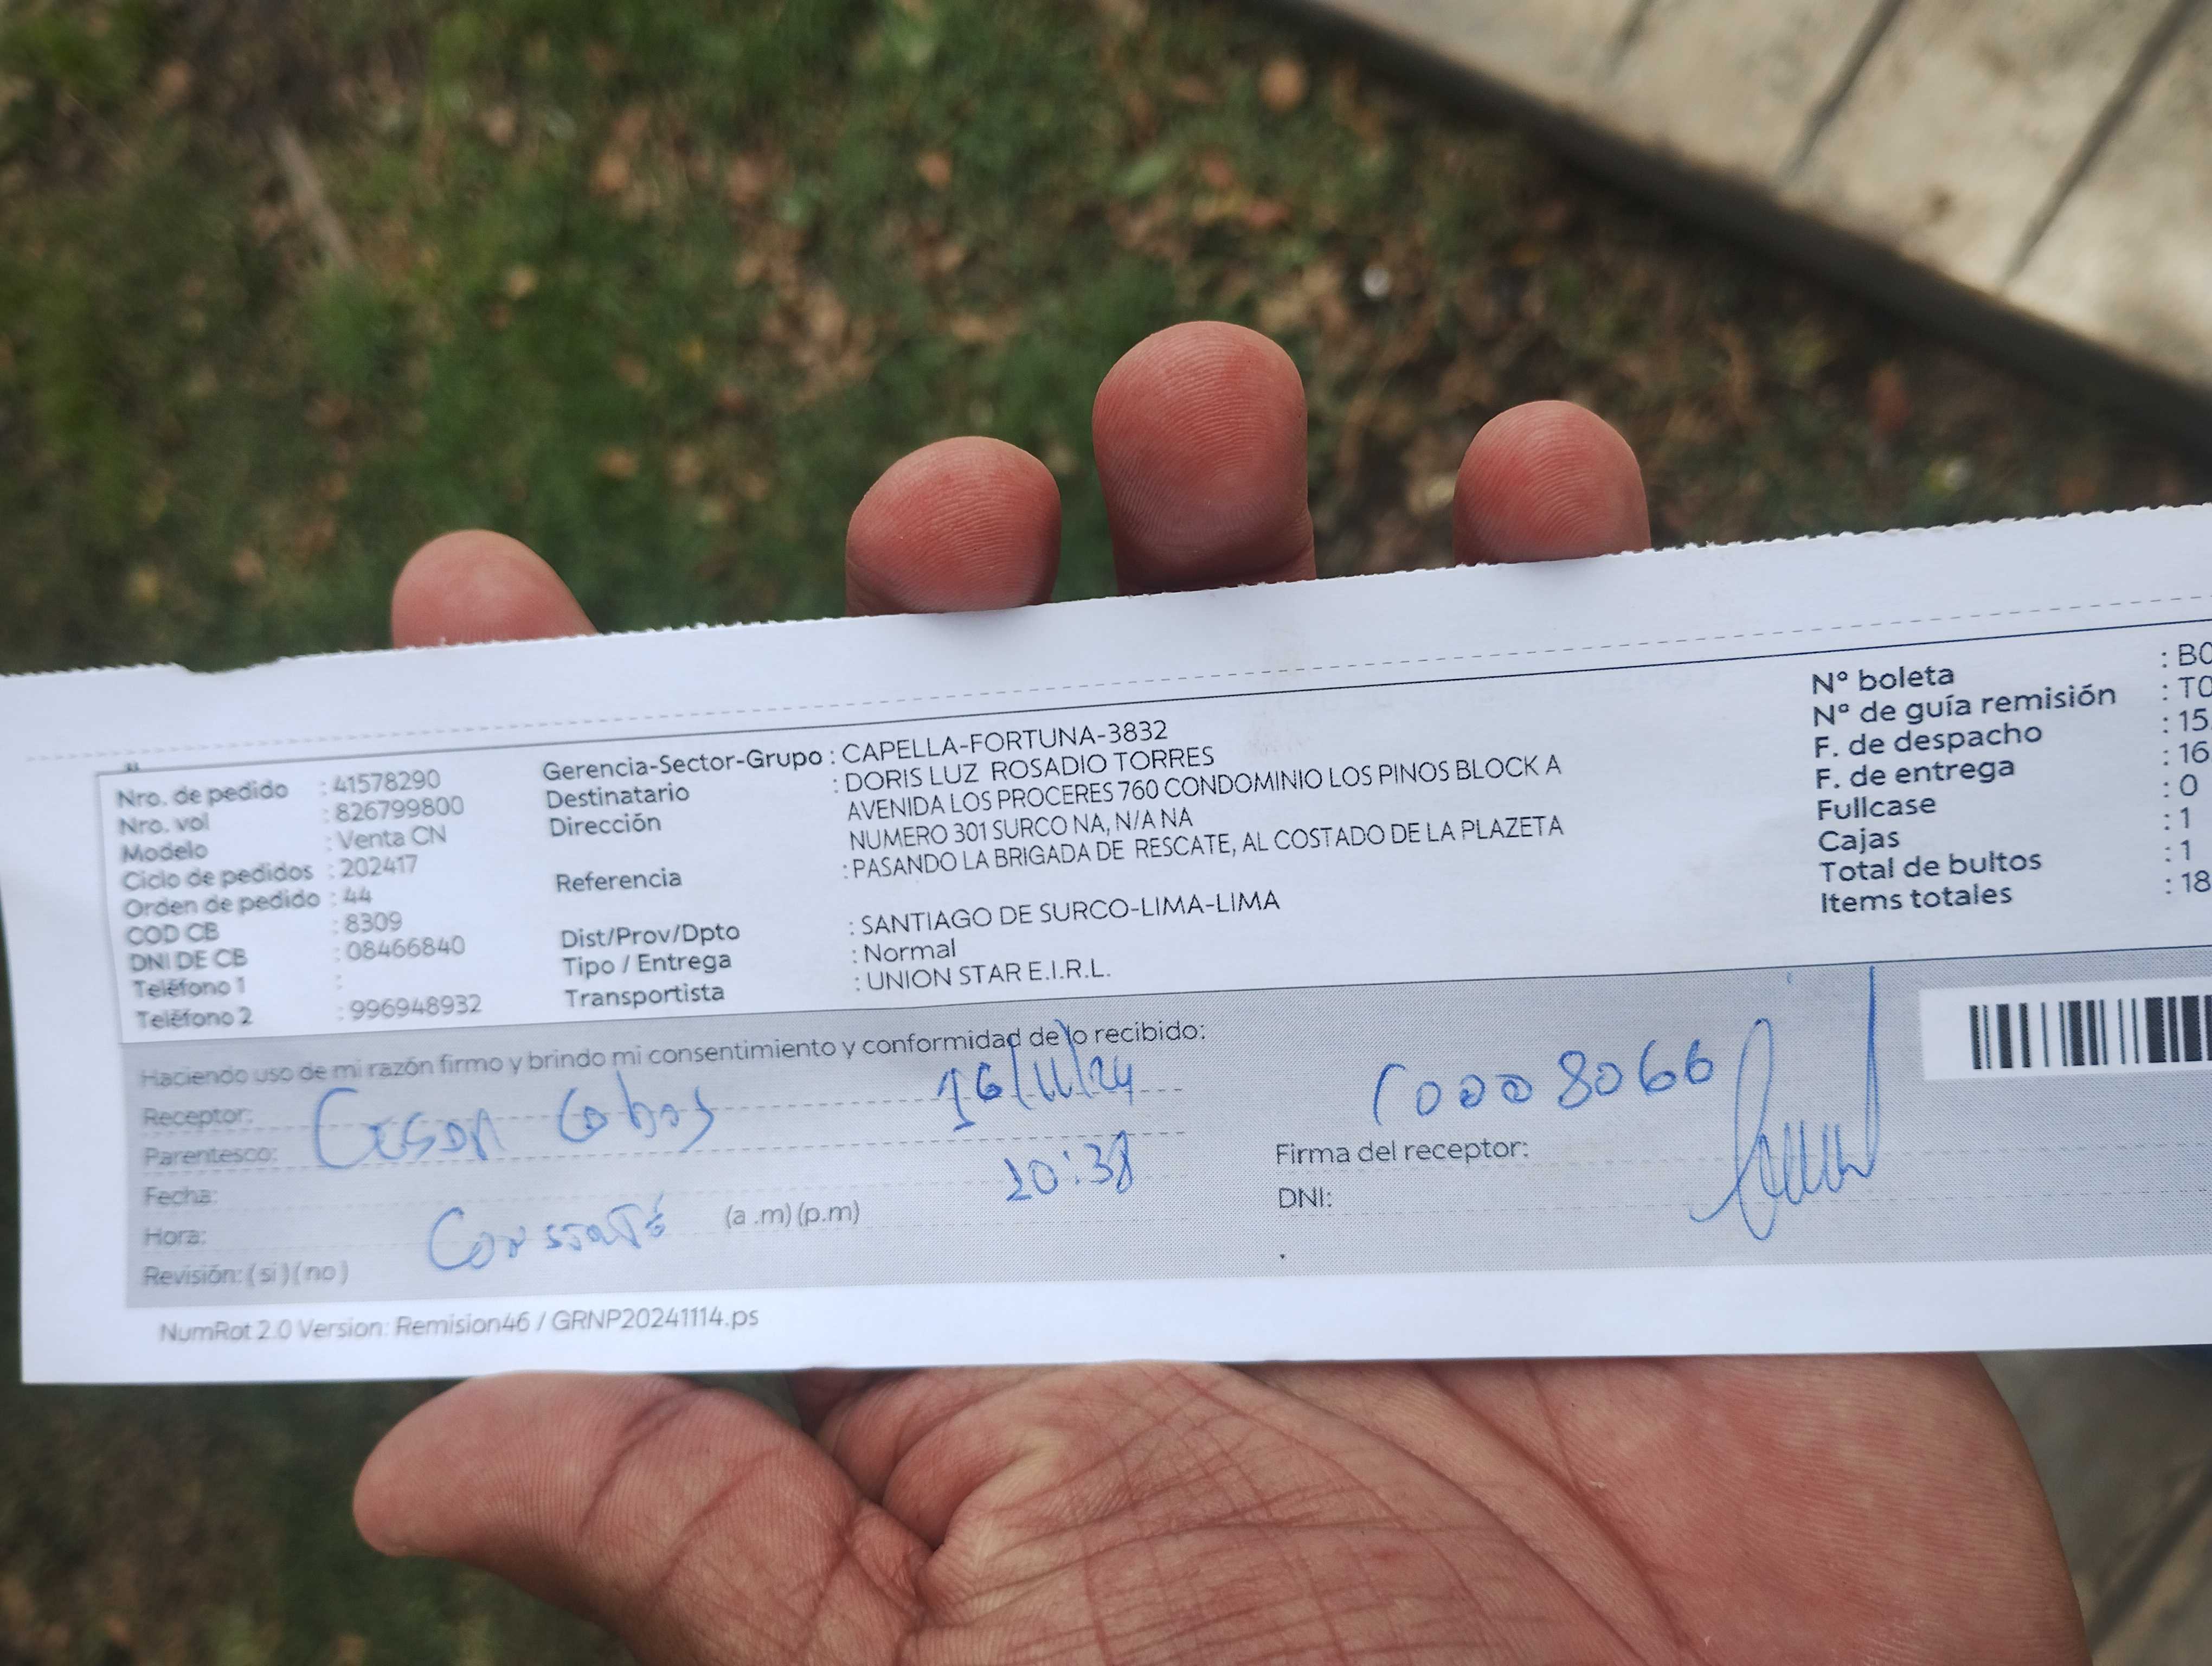 Nro. de pedido : 41578290
Nro. vol : 826799800
Modelo : Venta CN
Ciclo de pedidos : 202417
Orden de pedido : 44
COD CB : 8309
DNI DE CB : 08466840
Teléfono 1 :
Teléfono 2 : 996948932
Gerencia-Sector-Grupo : CAPELLA-FORTUNA-3832
Destinatario : DORIS LUZ ROSADIO TORRES
Dirección AVENIDA LOS PROCERES 760 CONDOMINIO LOS PINOS BLOCK A
NUMERO 301 SURCO NA, N/A NA
Referencia : PASANDO LA BRIGADA DE RESCATE, AL COSTADO DE LA PLAZETA
Dist/Prov/Dpto : SANTIAGO DE SURCO-LIMA-LIMA
Tipo / Entrega : Normal
Transportista : UNION STAR E.I.R.L.
Nº boleta : B0
Nº de guía remisión : T0
F. de despacho : 15
F. de entrega : 16
Fullcase : 0
Cajas : 1
Total de bultos : 1
Items totales : 18
Haciendo uso de mi razón firmo y brindo mi consentimiento y conformidad de lo recibido:
Receptor: 16/11/24
Parentesco:
Fecha: 20:38
Hora: (a .m) (p.m)
Revisión: ( si ) ( no )
00008066
Firma del receptor:
DNI:
NumRot 2.0 Version: Remision46 / GRNP20241114.ps